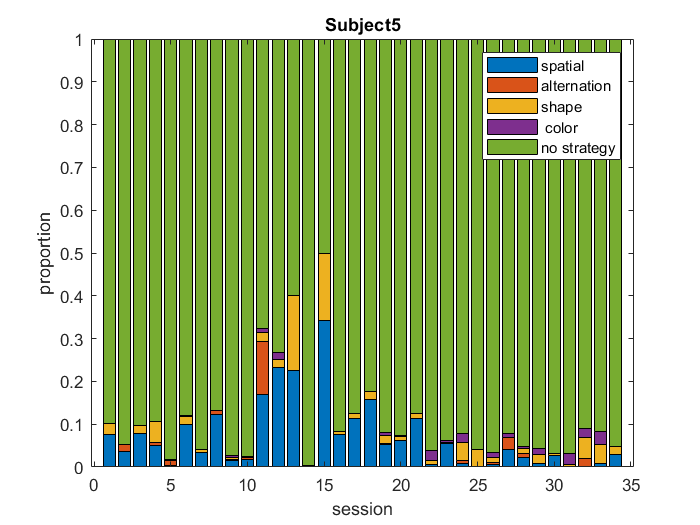 Subject5
1
0.9
0.8
0.7
0.6
0.5
0.4
0.3
0.2
0.1
0
proportion
spatial
alternation
shape
color
no strategy
0 5 10 15 20 25 30 35
session